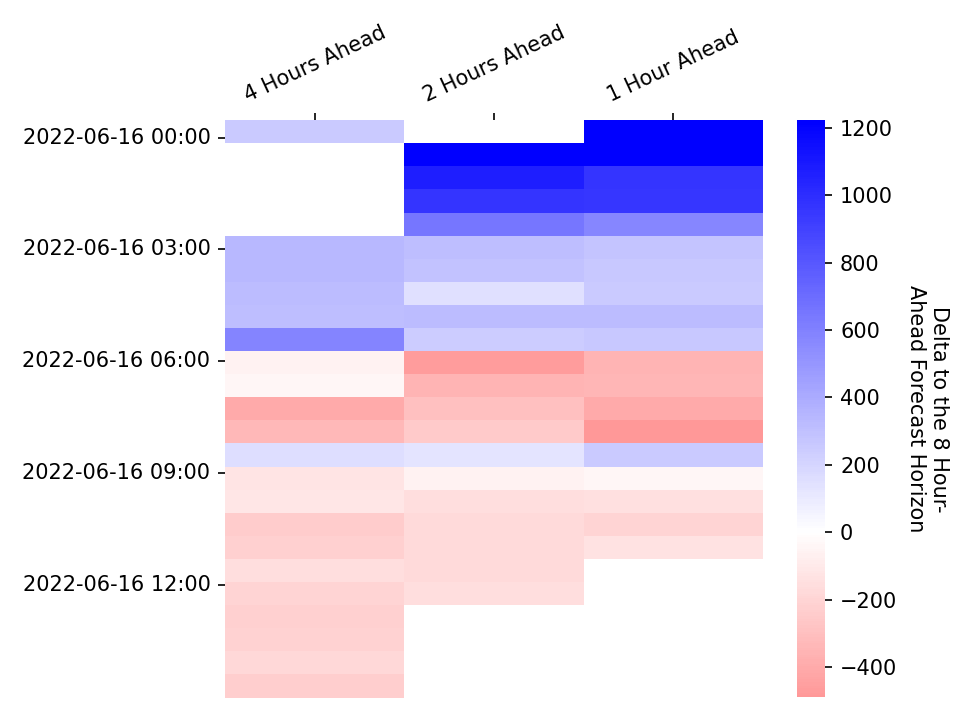 4 Hours Ahead
2 Hours Ahead
1 Hour Ahead
2022-06-16 00:00
2022-06-16 03:00
2022-06-16 06:00
2022-06-16 09:00
2022-06-16 12:00
1200
1000
800
600
400
200
0
−200
−400
Delta to the 8 Hour-
Ahead Forecast Horizon